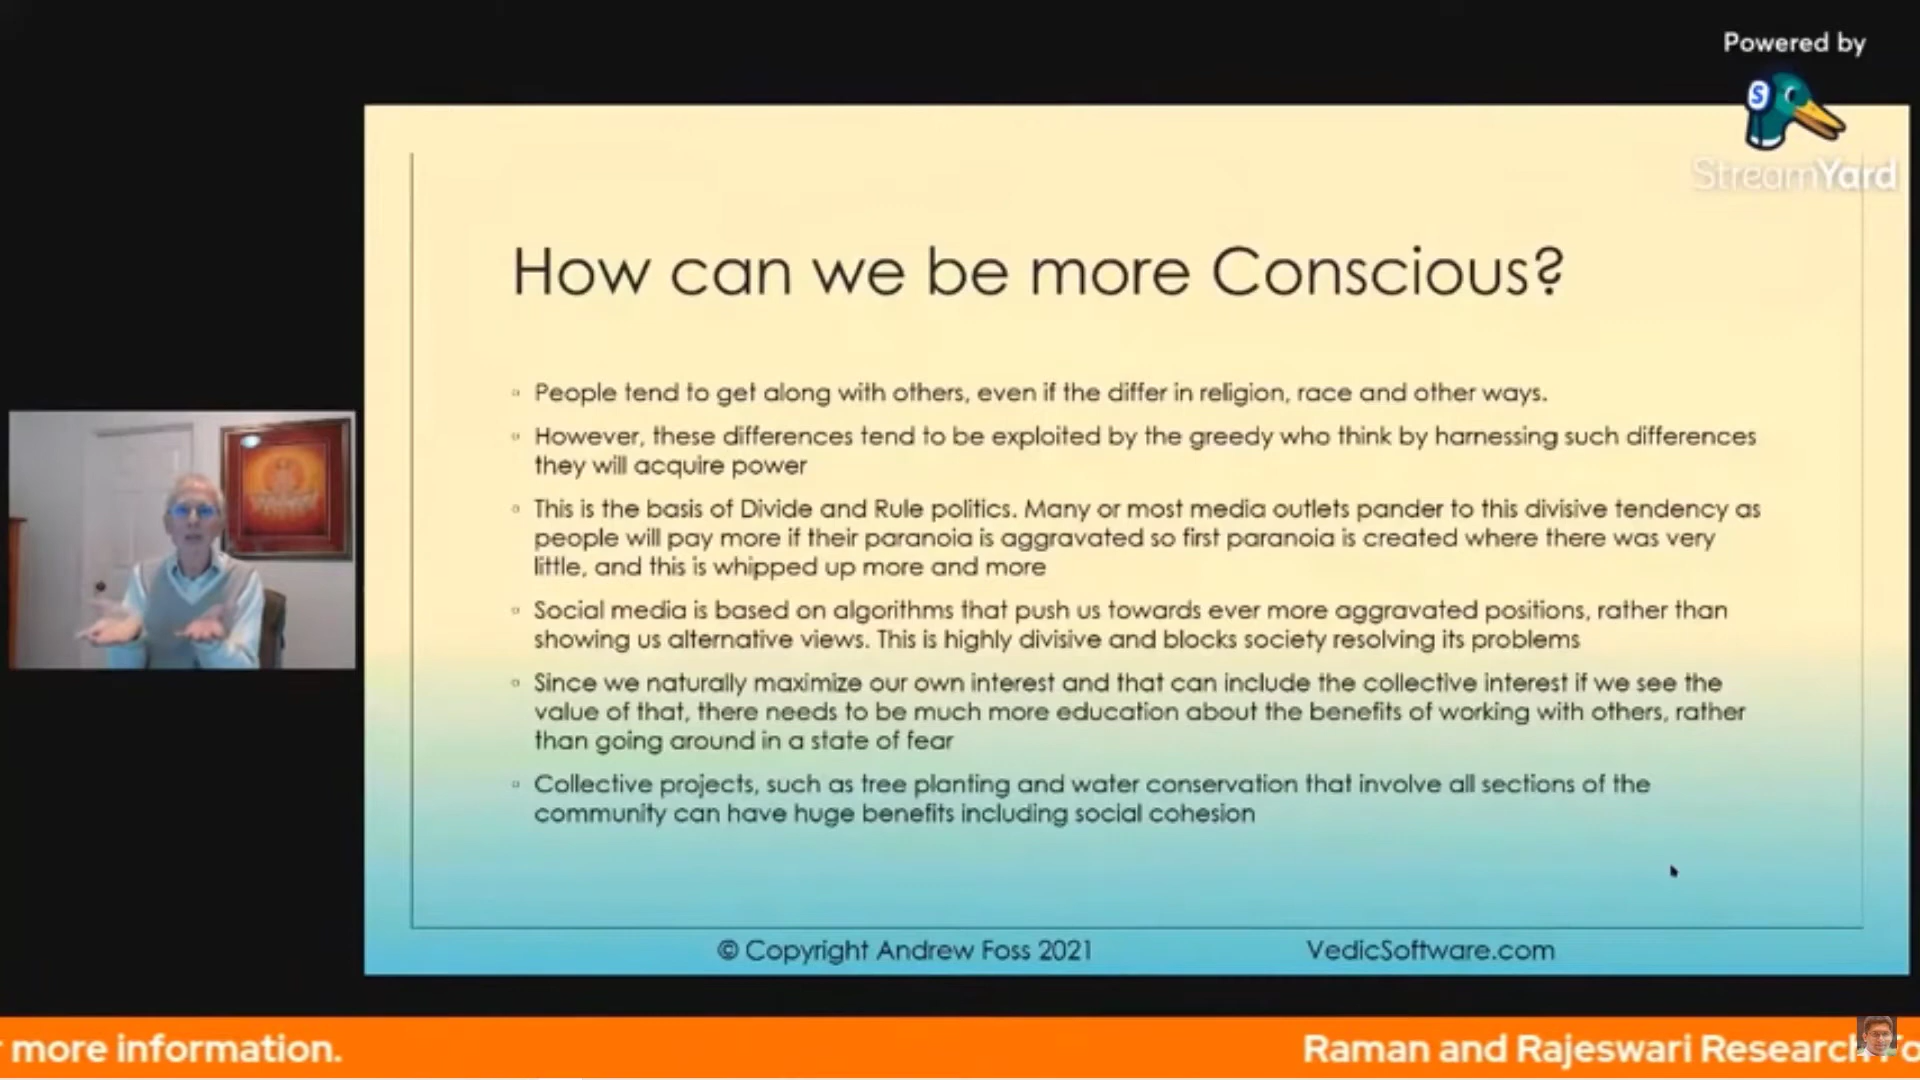 Powered by
StreamYard
How can we be more Conscious?
People tend to get along with others, even if the differ in religion, race and other ways.
However, these differences tend to be exploited by the greedy who think by harnessing such differences
they will acquire power
This is the basis of Divide and Rule politics. Many or most media outlets pander to this divisive tendency as
people will pay more if their paranoia is aggravated so first paranoia is created where there was very
little, and this is whipped up more and more
Social media is based on algorithms that push us towards ever more aggravated positions, rather than
showing us alternative views. This is highly divisive and blocks society resolving its problems
Since we naturally maximize our own interest and that can include the collective interest if we see the
value of that, there needs to be much more education about the benefits of working with others, rather
than going around in a state of fear
Collective projects, such as tree planting and water conservation that involve all sections of the
community can have huge benefits including social cohesion
© Copyright Andrew Foss 2021 VedicSoftware.com
more information. Raman and Rajeswari Research